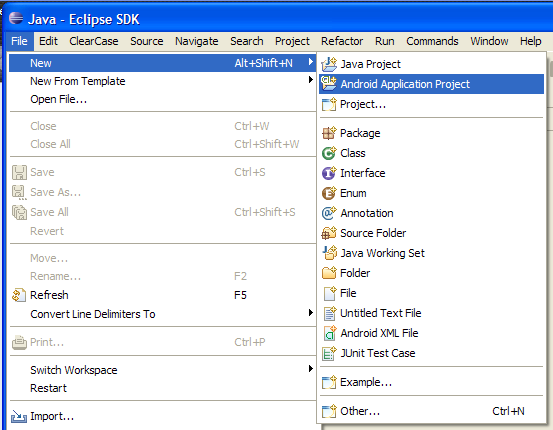 Java - Eclipse SDK
File Edit ClearCase Source Navigate Search Project Refactor Run Commands Window Help
New Alt+Shift+N
New From Template
Open File...
Close Ctrl+W
Close All Ctrl+Shift+W
Save Ctrl+S
Save As...
Save All Ctrl+Shift+S
Revert
Move...
Rename... F2
Refresh F5
Convert Line Delimiters To
Print... Ctrl+P
Switch Workspace
Restart
Import...
Java Project
Android Application Project
Project...
Package
Class
Interface
Enum
Annotation
Source Folder
Java Working Set
Folder
File
Untitled Text File
Android XML File
JUnit Test Case
Example...
Other... Ctrl+N